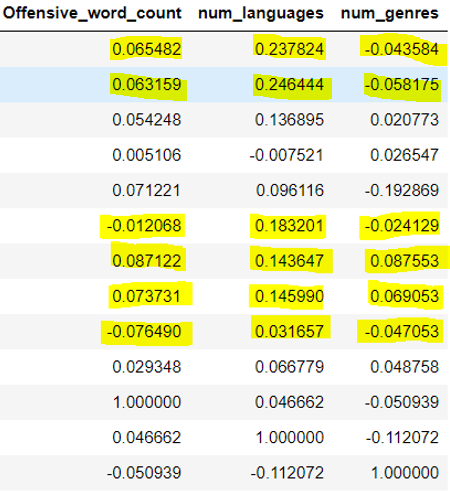 Offensive_word_count num_languages num_genres
0.065482 0.237824 -0.043584
0.063159 0.246444 -0.058175
0.054248 0.136895 0.020773
0.005106 -0.007521 0.026547
0.071221 0.096116 -0.192869
-0.012068 0.183201 -0.024129
0.087122 0.143647 0.087553
0.073731 0.145990 0.069053
-0.076490 0.031657 -0.047053
0.029348 0.066779 0.048758
1.000000 0.046662 -0.050939
0.046662 1.000000 -0.112072
-0.050939 -0.112072 1.000000